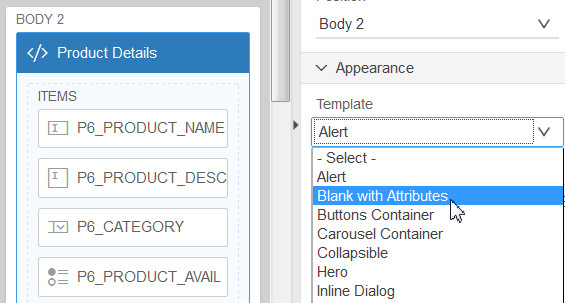 BODY 2
Product Details
ITEMS
P6_PRODUCT_NAME
P6_PRODUCT_DESC
P6_CATEGORY
P6_PRODUCT_AVAIL
Body 2
Appearance
Template
Alert
- Select -
Alert
Blank with Attributes
Buttons Container
Carousel Container
Collapsible
Hero
Inline Dialog